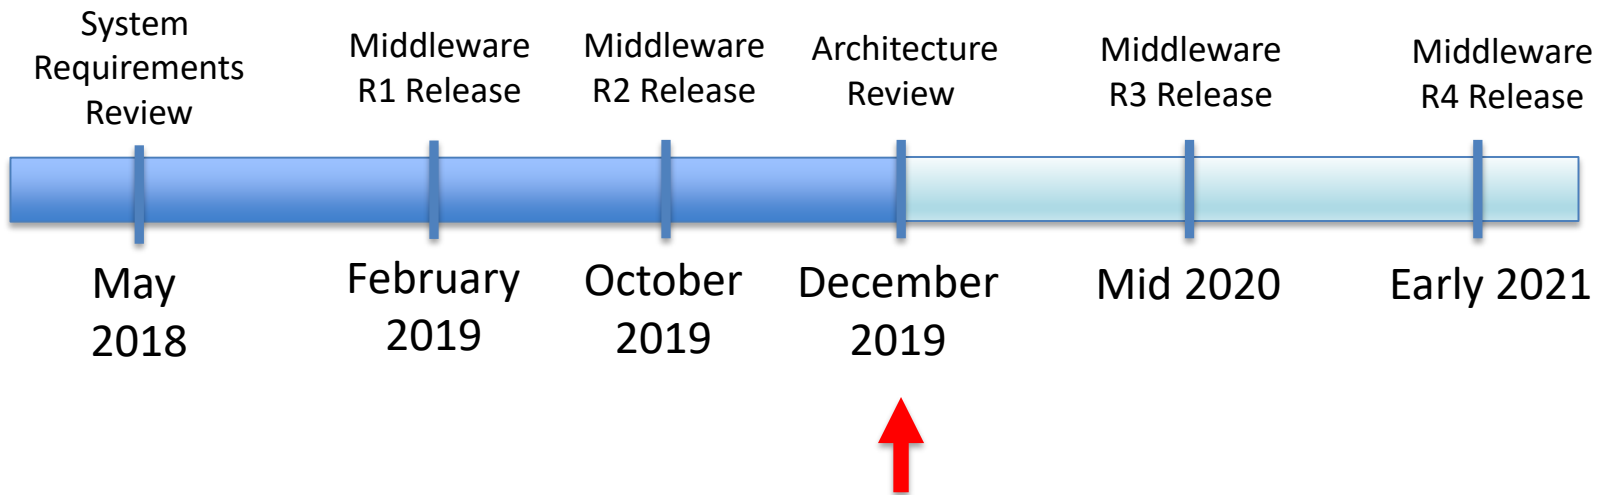 System
Requirements
Review
Middleware
R1 Release
Middleware
R2 Release
Architecture
Review
Middleware
R3 Release
Middleware
R4 Release
May
2018
February
2019
October
2019
December
2019
Mid 2020
Early 2021